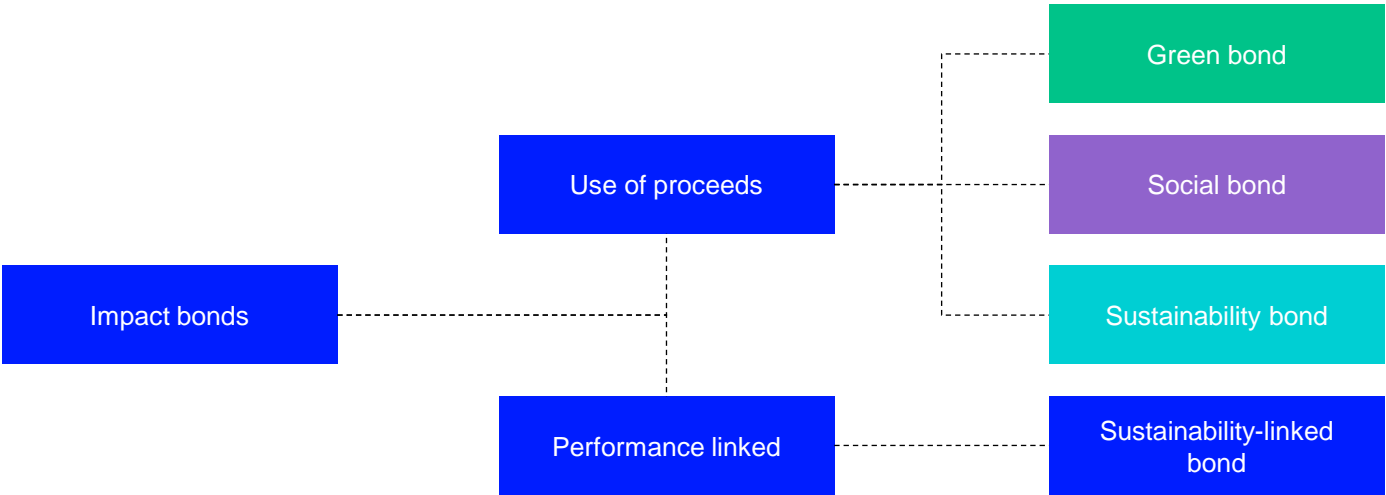 Green bond
Use of proceeds
Social bond
Impact bonds
Sustainability bond
Performance linked
Sustainability-linked
bond